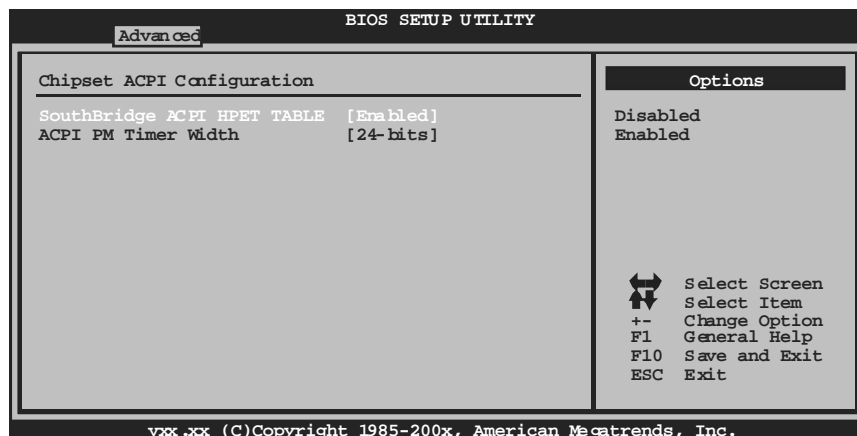 BIOS SETUP UTILITY
Advanced
Chipset ACPI Configuration
SouthBridge ACPI HPET TABLE [Enabled]
ACPI PM Timer Width [24-bits]
Options
Disabled
Enabled
Select Screen
Select Item
+- Change Option
F1 General Help
F10 Save and Exit
ESC Exit
vxx.xx (C)Copyright 1985-200x, American Megatrends, Inc.